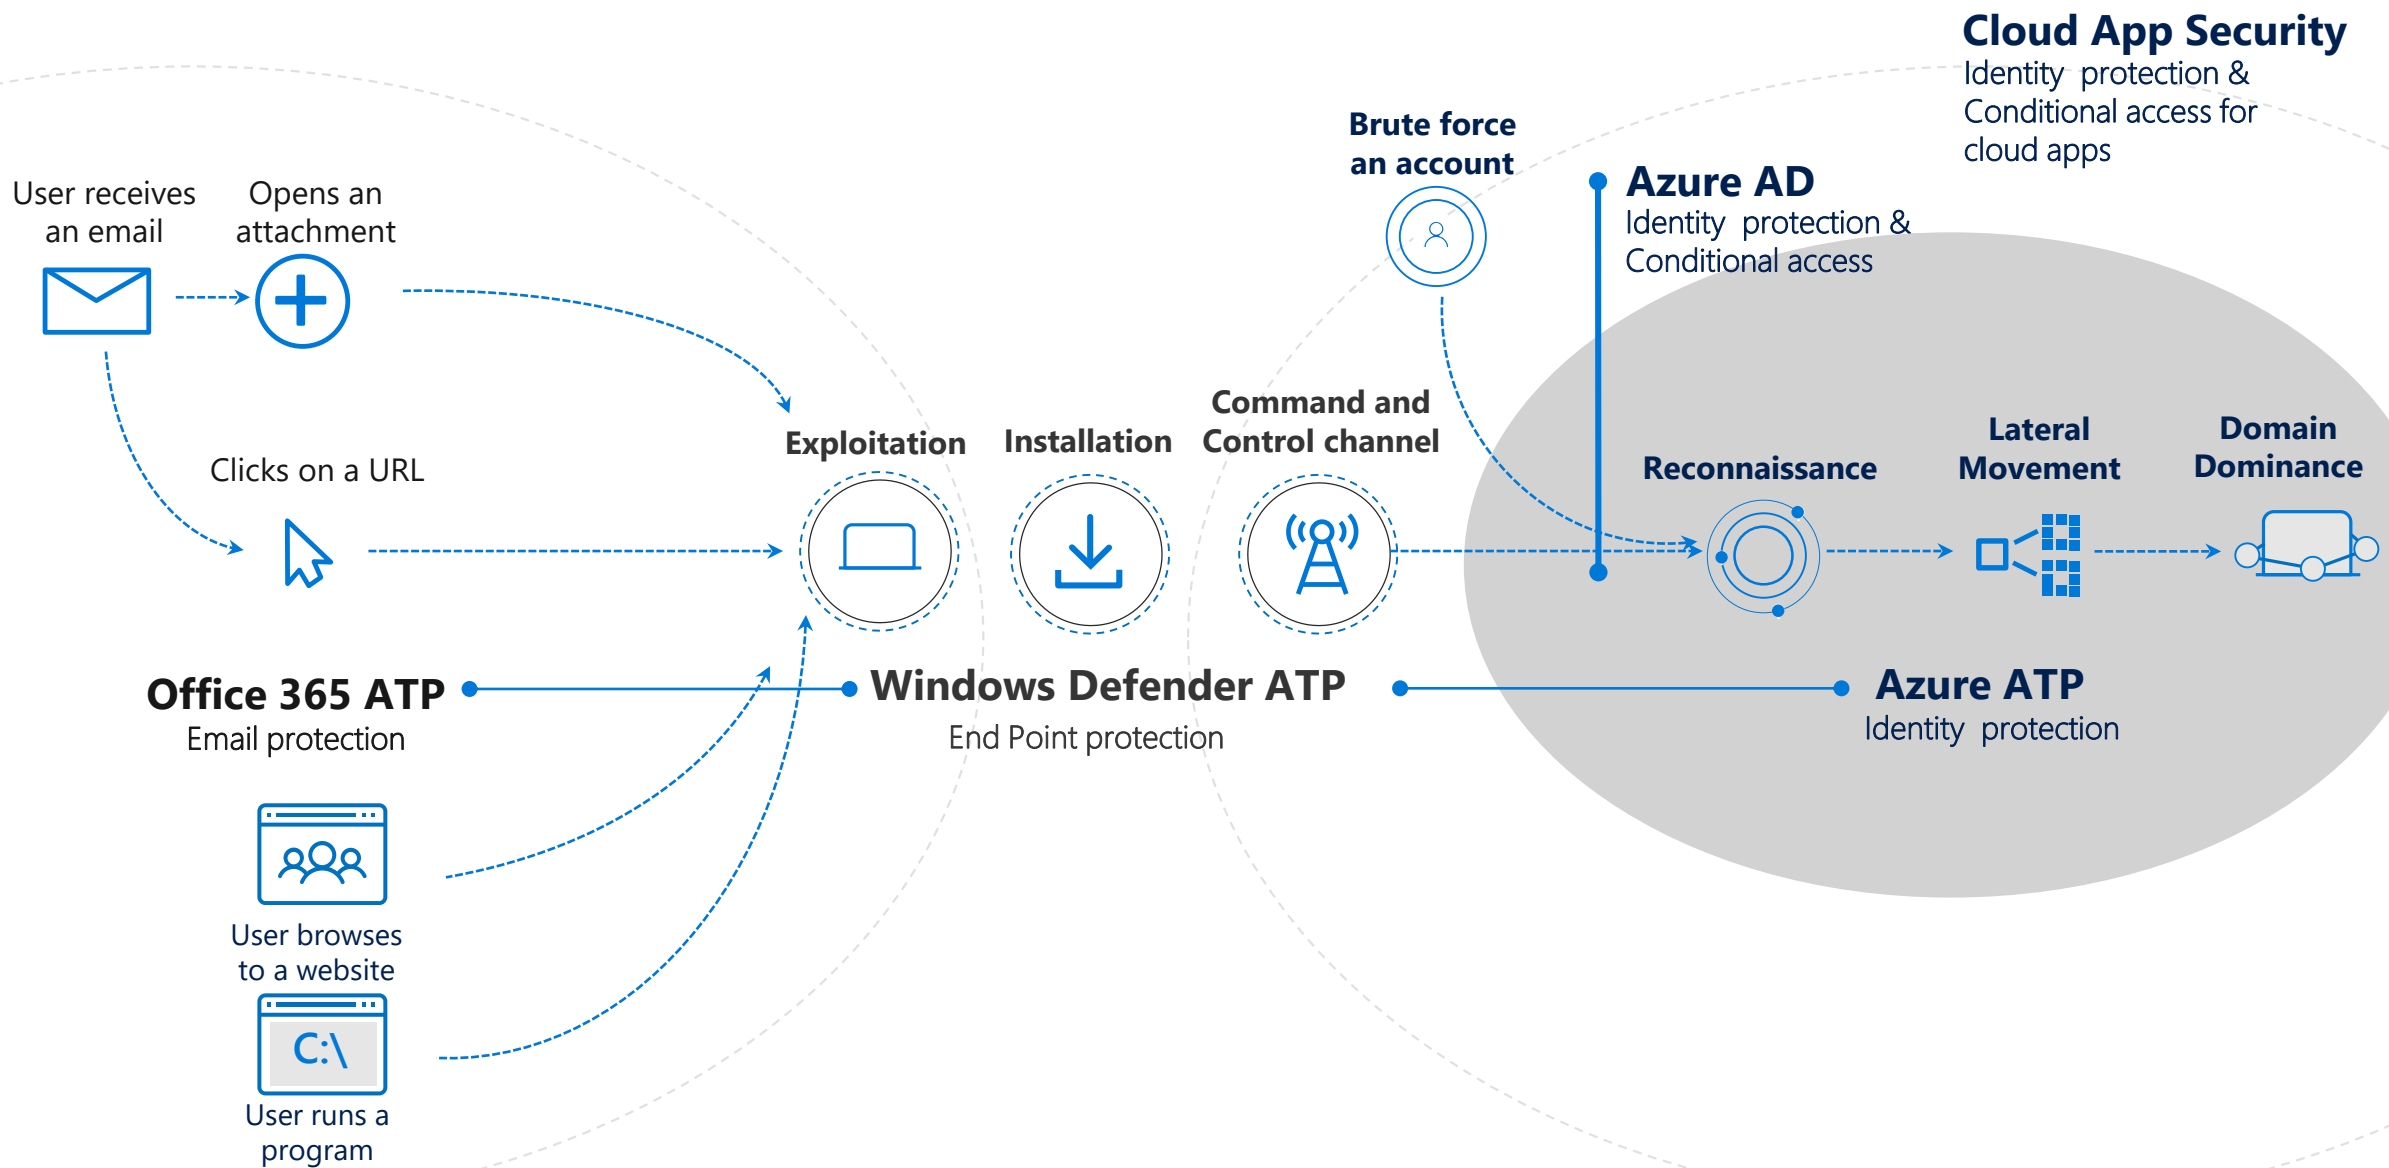 Cloud App Security
Identity protection &
Conditional access for
cloud apps
Brute force
an account
Azure AD
Identity protection &
Conditional access
User receives
an email
Opens an
attachment
Clicks on a URL
Exploitation
Installation
Command and
Control channel
Reconnaissance
Lateral
Movement
Domain
Dominance
Office 365 ATP
Email protection
Windows Defender ATP
End Point protection
Azure ATP
Identity protection
User browses
to a website
C:\
User runs a
program